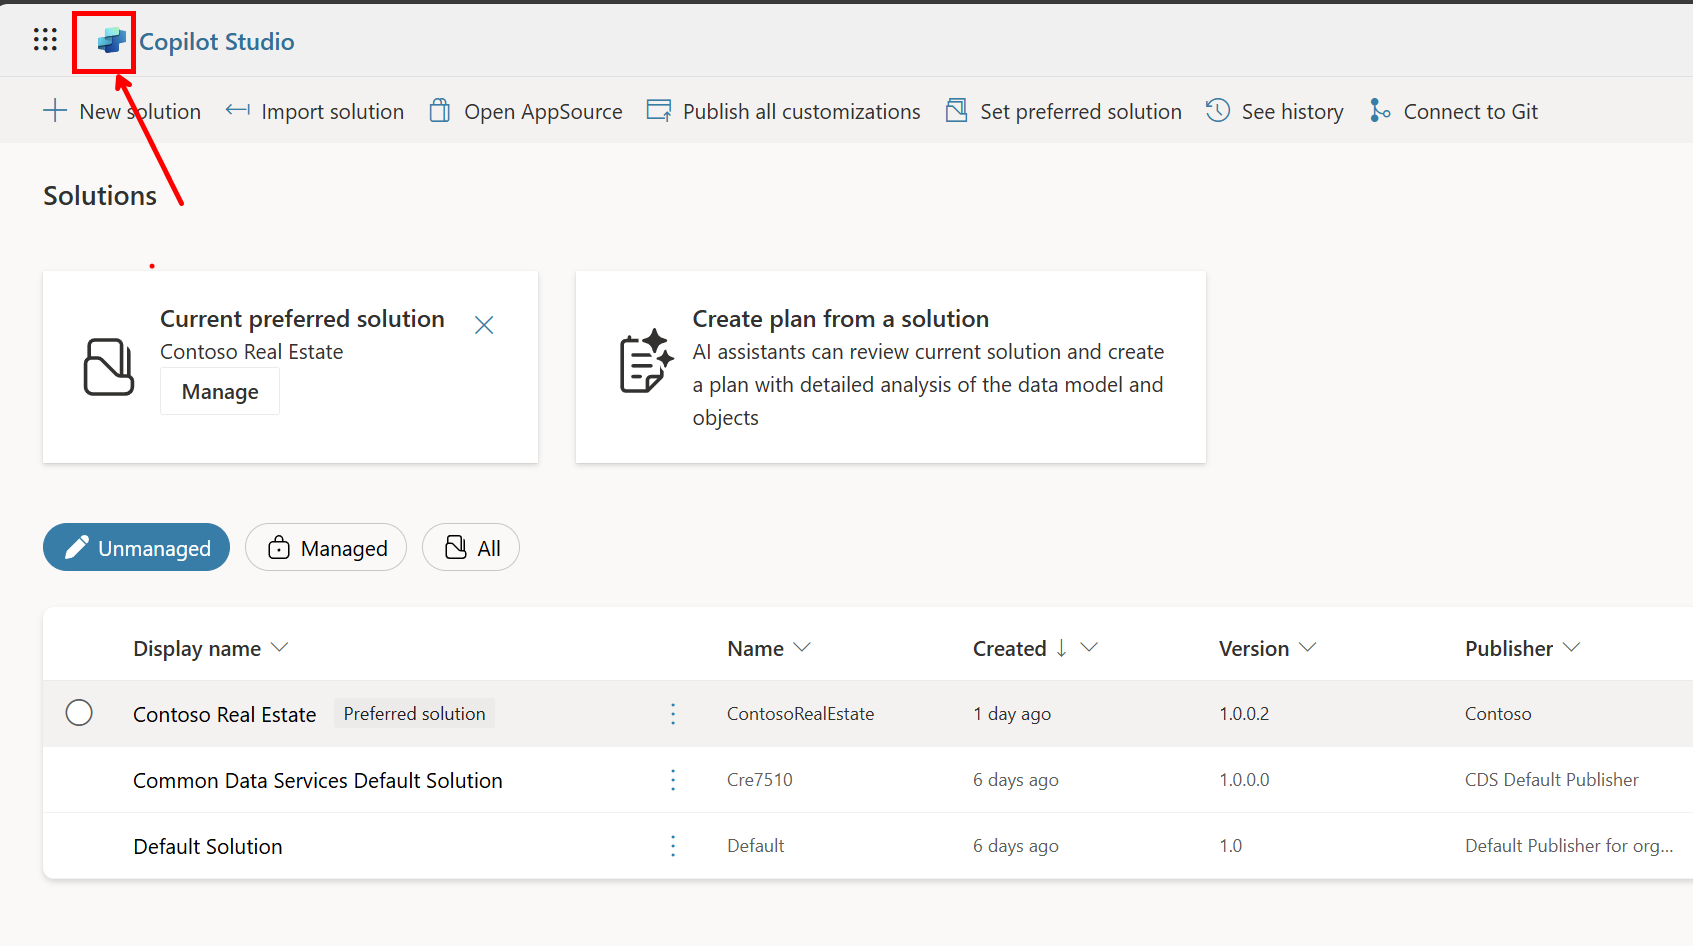 Copilot Studio
New solution Import solution Open AppSource Publish all customizations Set preferred solution See history Connect to Git
Solutions
Current preferred solution
Contoso Real Estate
Manage
Create plan from a solution
AI assistants can review current solution and create
a plan with detailed analysis of the data model and
objects
Unmanaged Managed All
Display name Name Created Version Publisher
Contoso Real Estate Preferred solution ContosoRealEstate 1 day ago 1.0.0.2 Contoso
Common Data Services Default Solution Cre7510 6 days ago 1.0.0.0 CDS Default Publisher
Default Solution Default 6 days ago 1.0 Default Publisher for org...